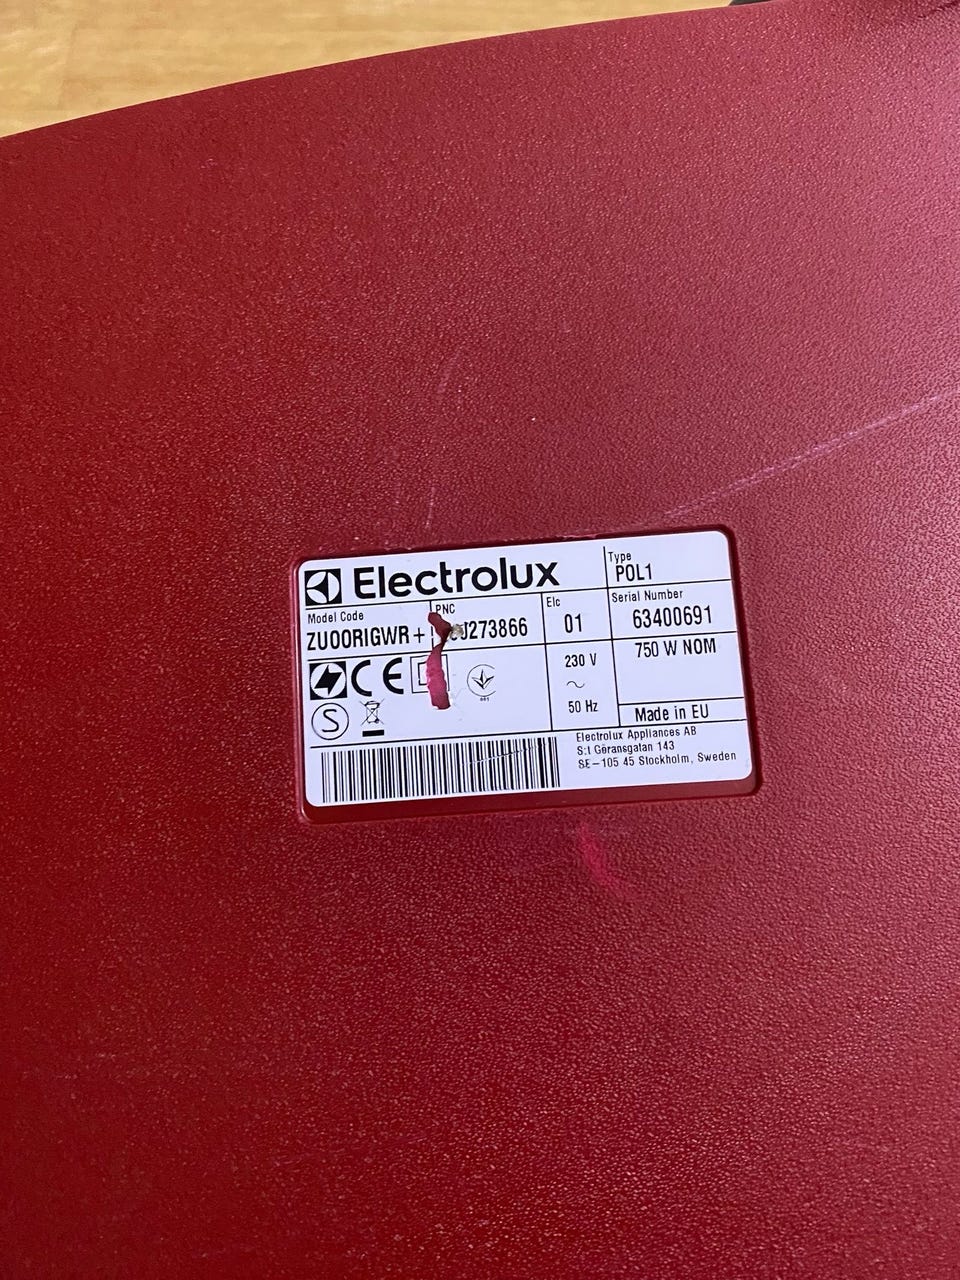 Electrolux
Type
POL1
Model Code
ZUOORIGWR+
PNC
Elc
01
Serial Number
63400691
230 V
~
50 Hz
750 W NOM
Made in EU
CE
S
Electrolux Appliances AB
S:t Göransgatan 143
SE-105 45 Stockholm, Sweden